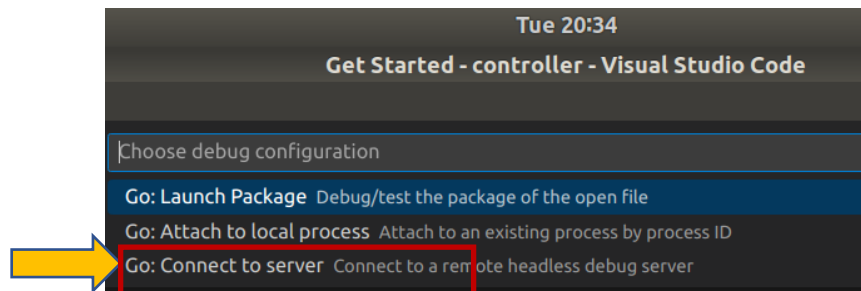 Tue 20:34
Get Started - controller - Visual Studio Code
Choose debug configuration
Go: Launch Package Debug/test the package of the open file
Go: Attach to local process Attach to an existing process by process ID
Go: Connect to server Connect to a remote headless debug server